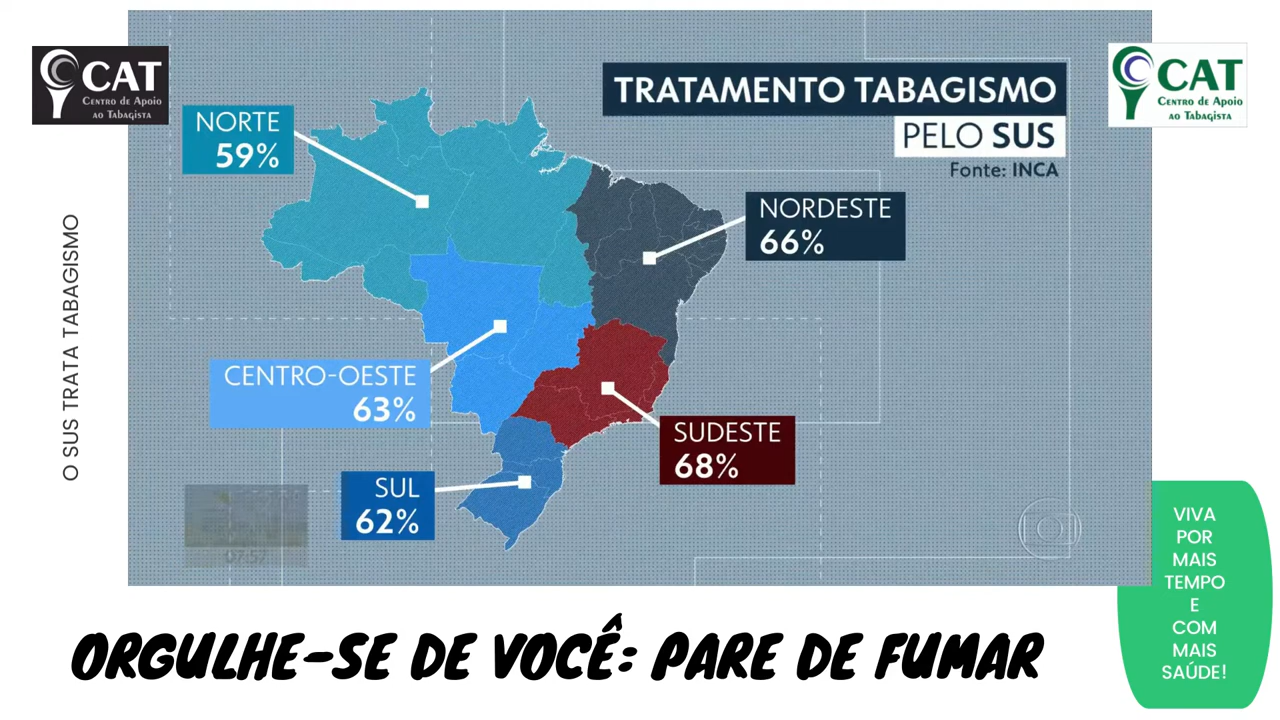 CAT
Centro de Apoio
ao Tabagista
TRATAMENTO TABAGISMO
PELO SUS
Fonte: INCA
CAT
Centro de Apoio
ao Tabagista
NORTE
59%
NORDESTE
66%
CENTRO-OESTE
63%
SUDESTE
68%
SUL
62%
07:57
O SUS TRATA TABAGISMO
VIVA
POR
MAIS
TEMPO
E
COM
MAIS
SAÚDE!
ORGULHE-SE DE VOCÊ: PARE DE FUMAR